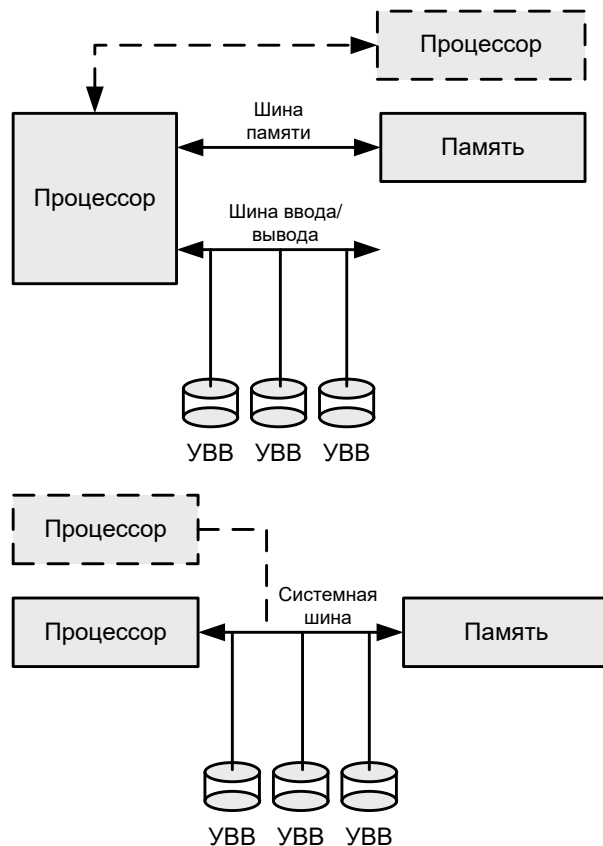 Процессор
Шина
памяти
Процессор
Память
Шина ввода/
вывода
УВВ УВВ УВВ
Процессор
Системная
шина
Процессор
Память
УВВ УВВ УВВ